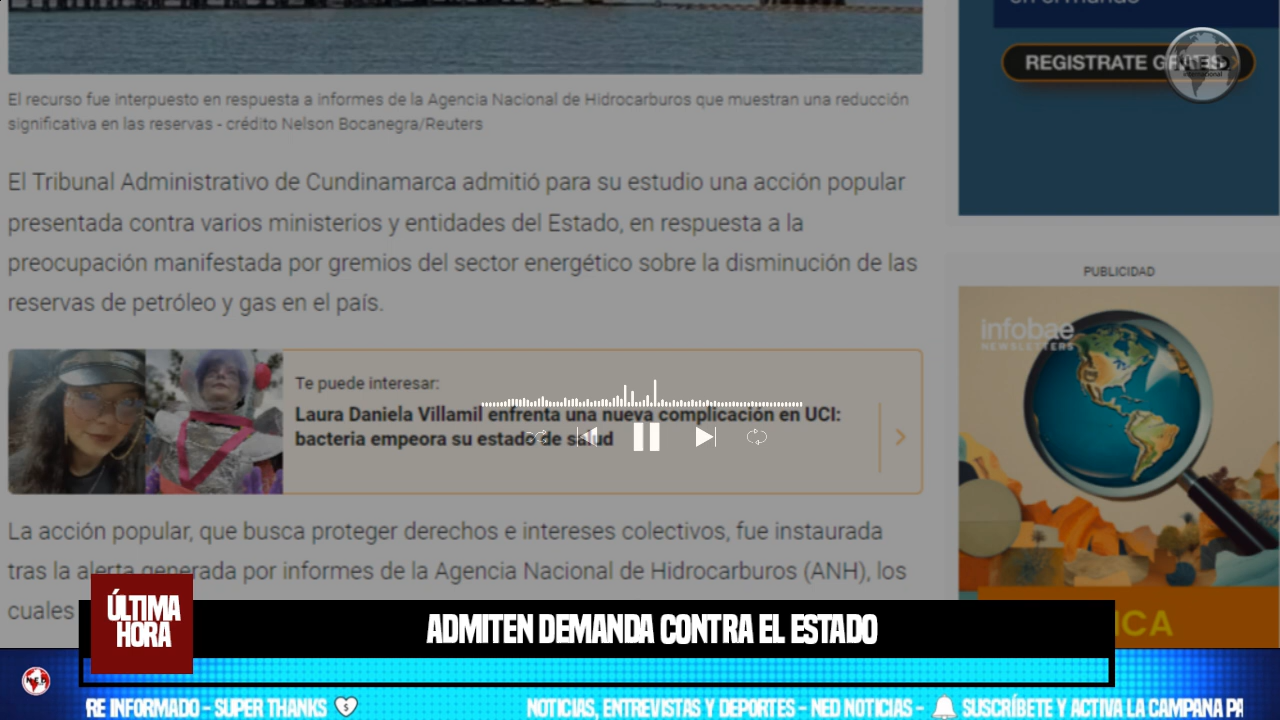 en el mundo
REGISTRATE GRATIS
El recurso fue interpuesto en respuesta a informes de la Agencia Nacional de Hidrocarburos que muestran una reducción
significativa en las reservas - crédito Nelson Bocanegra/Reuters
El Tribunal Administrativo de Cundinamarca admitió para su estudio una acción popular
presentada contra varios ministerios y entidades del Estado, en respuesta a la
preocupación manifestada por gremios del sector energético sobre la disminución de las
reservas de petróleo y gas en el país.
PUBLICIDAD
infobae
NEWSLETTERS
Te puede interesar:
Laura Daniela Villamil enfrenta una nueva complicación en UCI:
bacteria empeora su estado de salud
La acción popular, que busca proteger derechos e intereses colectivos, fue instaurada
tras la alerta generada por informes de la Agencia Nacional de Hidrocarburos (ANH), los
cuales
ÚLTIMA
HORA
ADMITEN DEMANDA CONTRA EL ESTADO
RE INFORMADO - SUPER THANKS
NOTICIAS, ENTREVISTAS Y DEPORTES - NED NOTICIAS -
SUSCRÍBETE Y ACTIVA LA CAMPANA PA